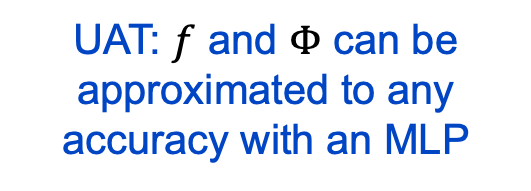 UAT: 𝑓 and Φ can be
approximated to any
accuracy with an MLP